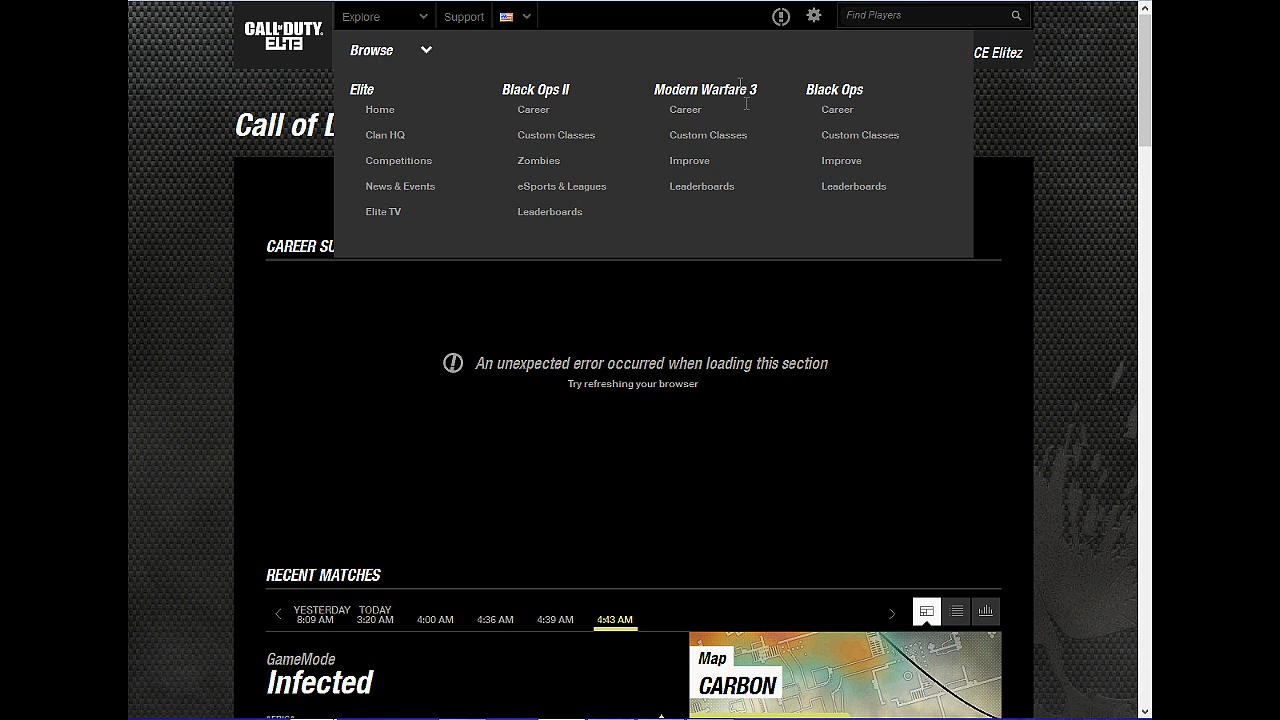 CALL OF DUTY.
ELITE
Explore
Support
Find Players
Browse
CE Elitez
Elite
Home
Clan HQ
Competitions
News & Events
Elite TV
Black Ops II
Career
Custom Classes
Zombies
eSports & Leagues
Leaderboards
Modern Warfare 3
Career
Custom Classes
Improve
Leaderboards
Black Ops
Career
Custom Classes
Improve
Leaderboards
Call of D
CAREER SU
An unexpected error occurred when loading this section
Try refreshing your browser
RECENT MATCHES
YESTERDAY
8:09 AM
TODAY
3:20 AM
4:00 AM
4:36 AM
4:39 AM
4:43 AM
GameMode
Infected
Map
CARBON